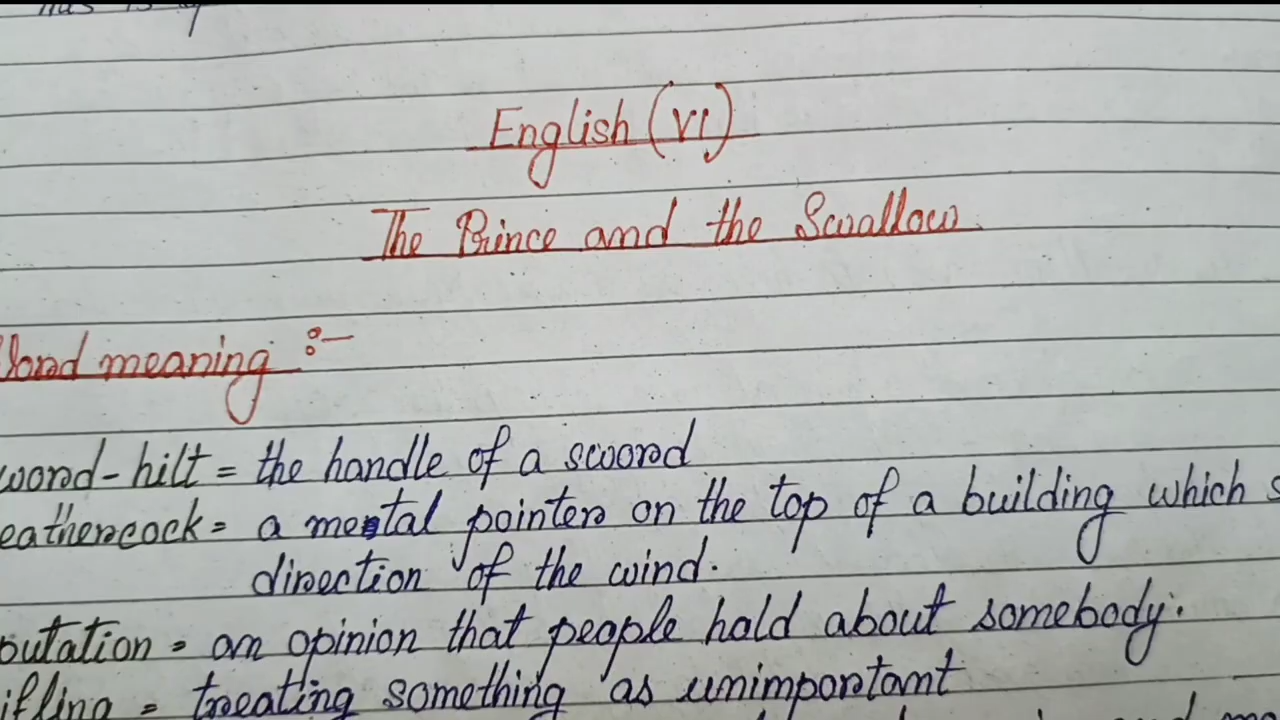 English (VI)
The Prince and the Swallow.
Word meaning :-
word-hilt = the handle of a sword
eathercock = a metal pointer on the top of a building which s
direction of the wind.
putation = an opinion that people hold about somebody.
ifling = treating something as unimportant